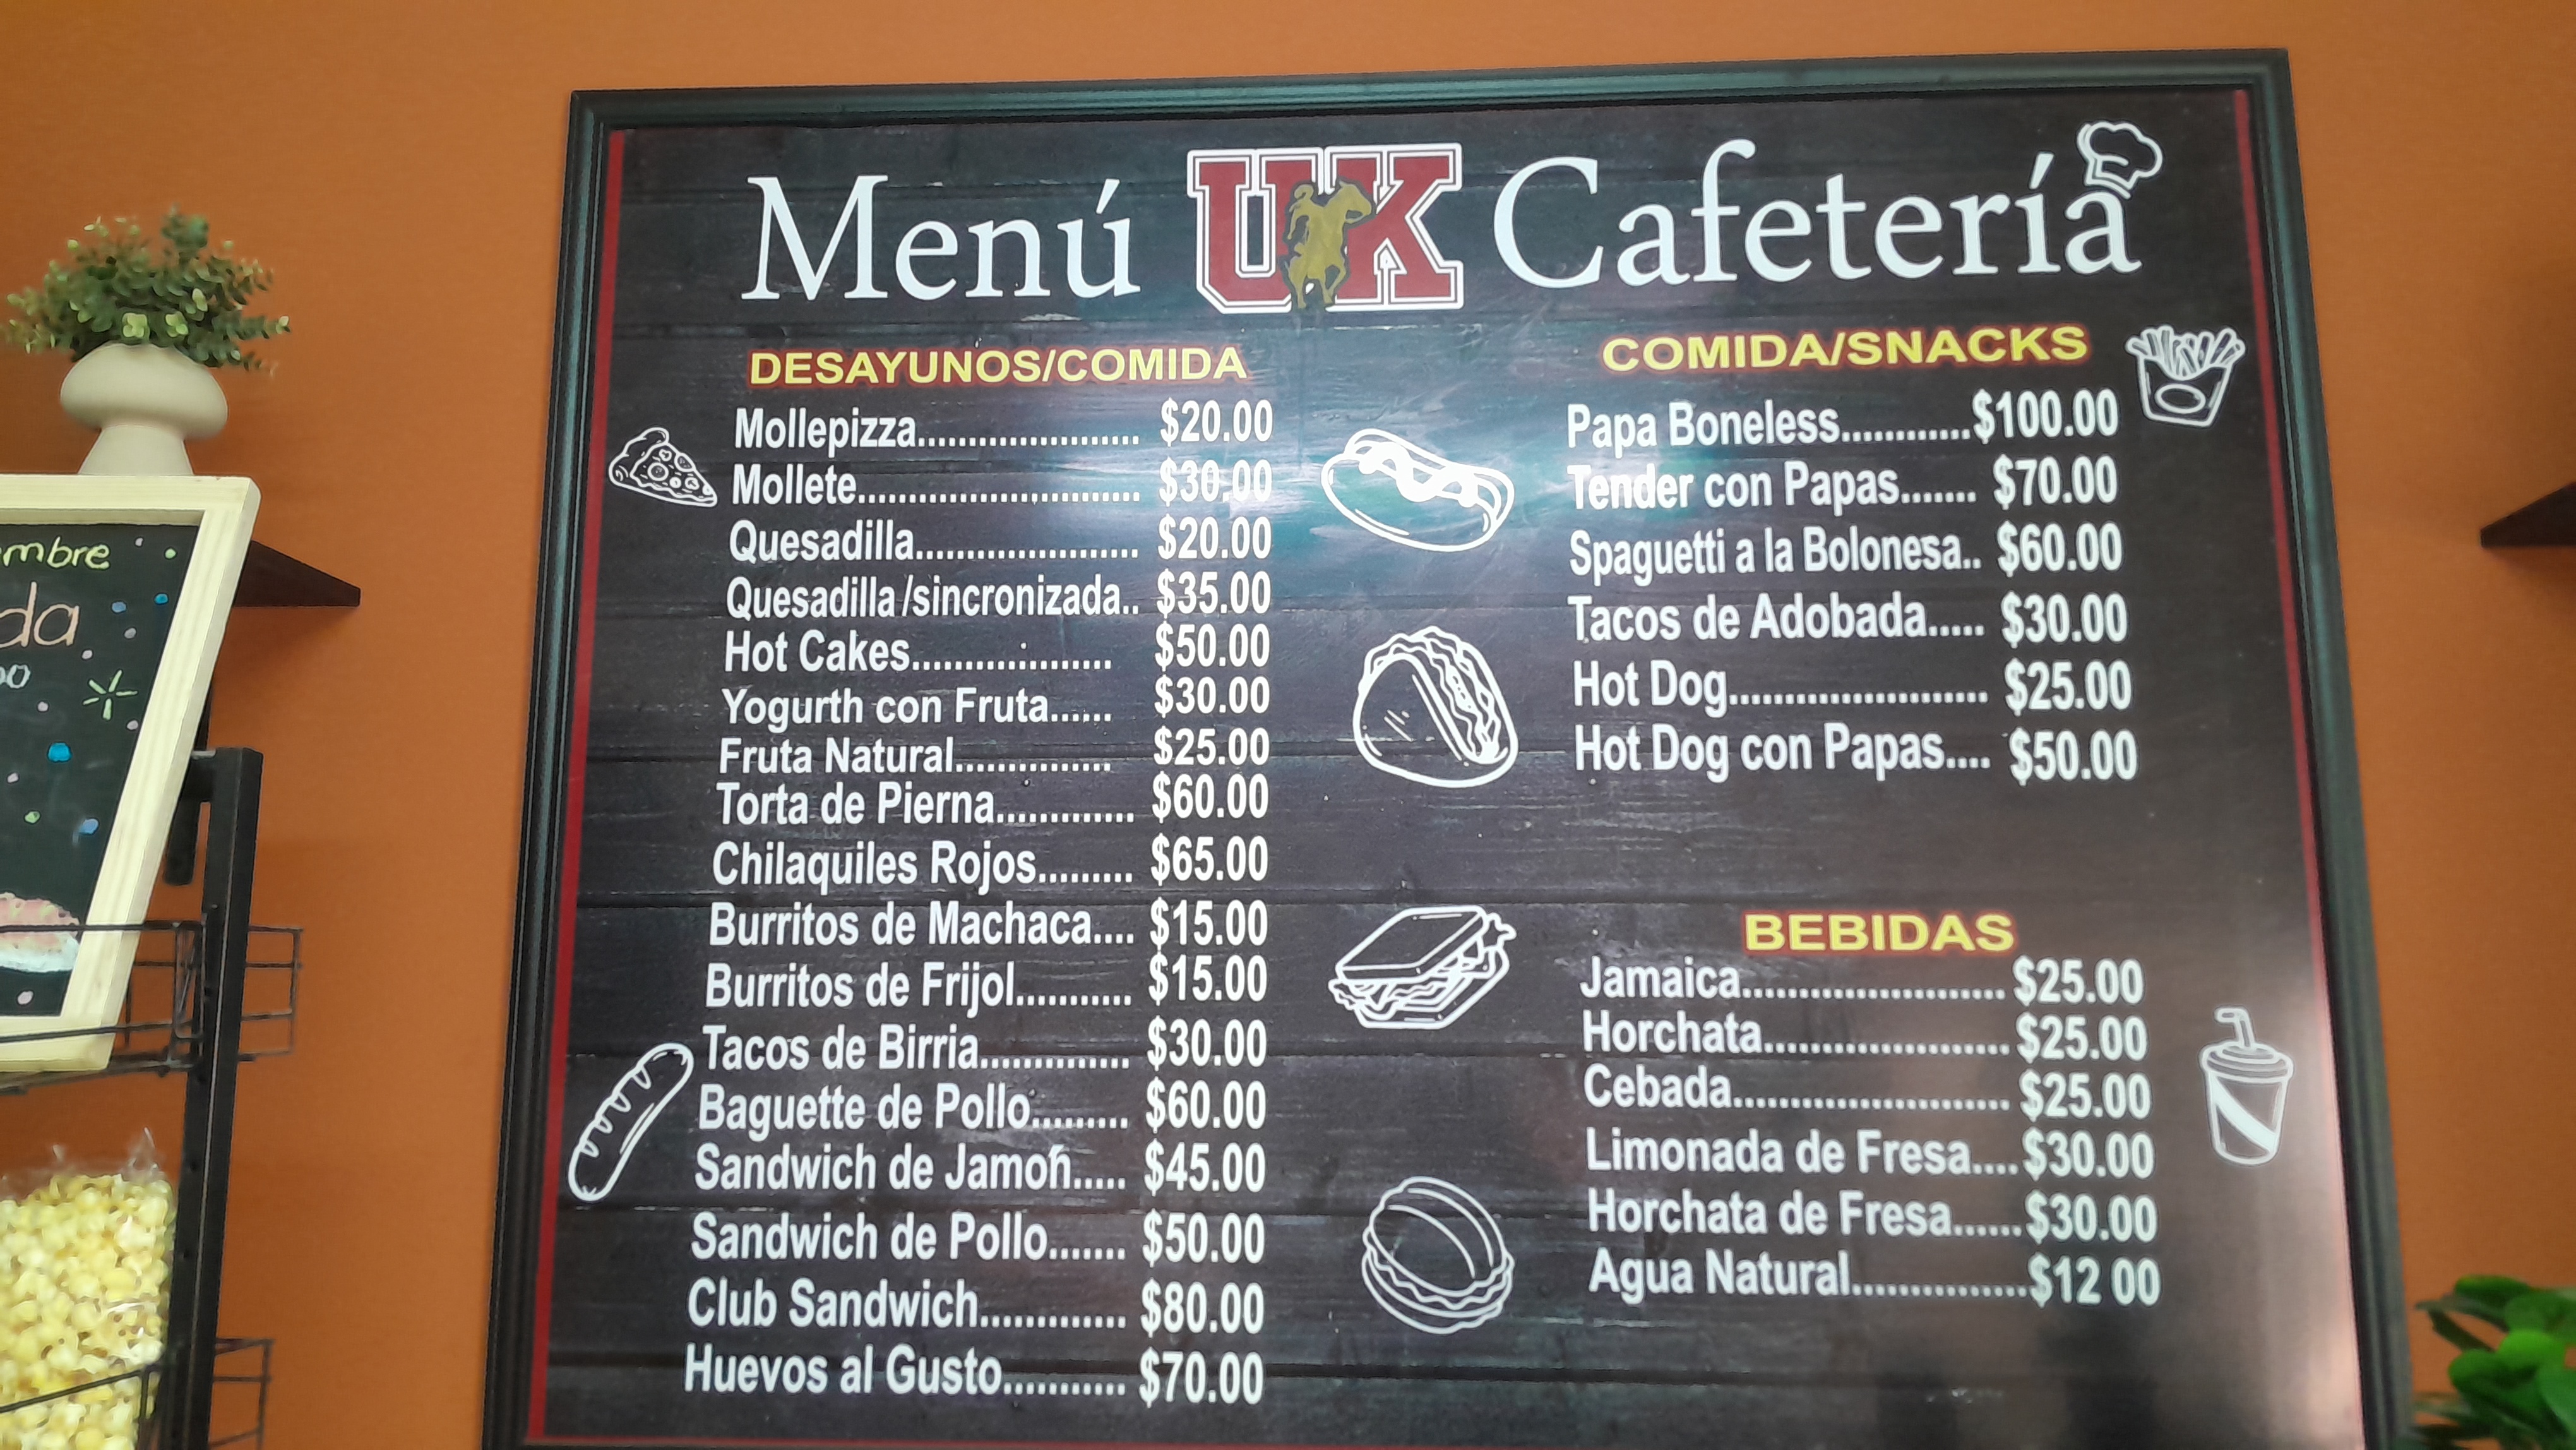 Menú UK Cafetería
DESAYUNOS/COMIDA
Mollepizza...................... $20.00
Mollete............................ $30.00
Quesadilla...................... $20.00
Quesadilla/sincronizada.. $35.00
Hot Cakes................... $50.00
Yogurth con Fruta...... $30.00
Fruta Natural............... $25.00
Torta de Pierna............. $60.00
Chilaquiles Rojos......... $65.00
Burritos de Machaca.... $15.00
Burritos de Frijol........... $15.00
Tacos de Birria.............. $30.00
Baguette de Pollo......... $60.00
Sandwich de Jamoń..... $45.00
Sandwich de Pollo....... $50.00
Club Sandwich............. $80.00
Huevos al Gusto........... $70.00
COMIDA/SNACKS
Papa Boneless............$100.00
Tender con Papas....... $70.00
Spaguetti a la Bolonesa.. $60.00
Tacos de Adobada..... $30.00
Hot Dog....................... $25.00
Hot Dog con Papas.... $50.00
BEBIDAS
Jamaica....................... $25.00
Horchata...................... $25.00
Cebada........................ $25.00
Limonada de Fresa....$30.00
Horchata de Fresa......$30.00
Agua Natural...............$12 00
mbre
da